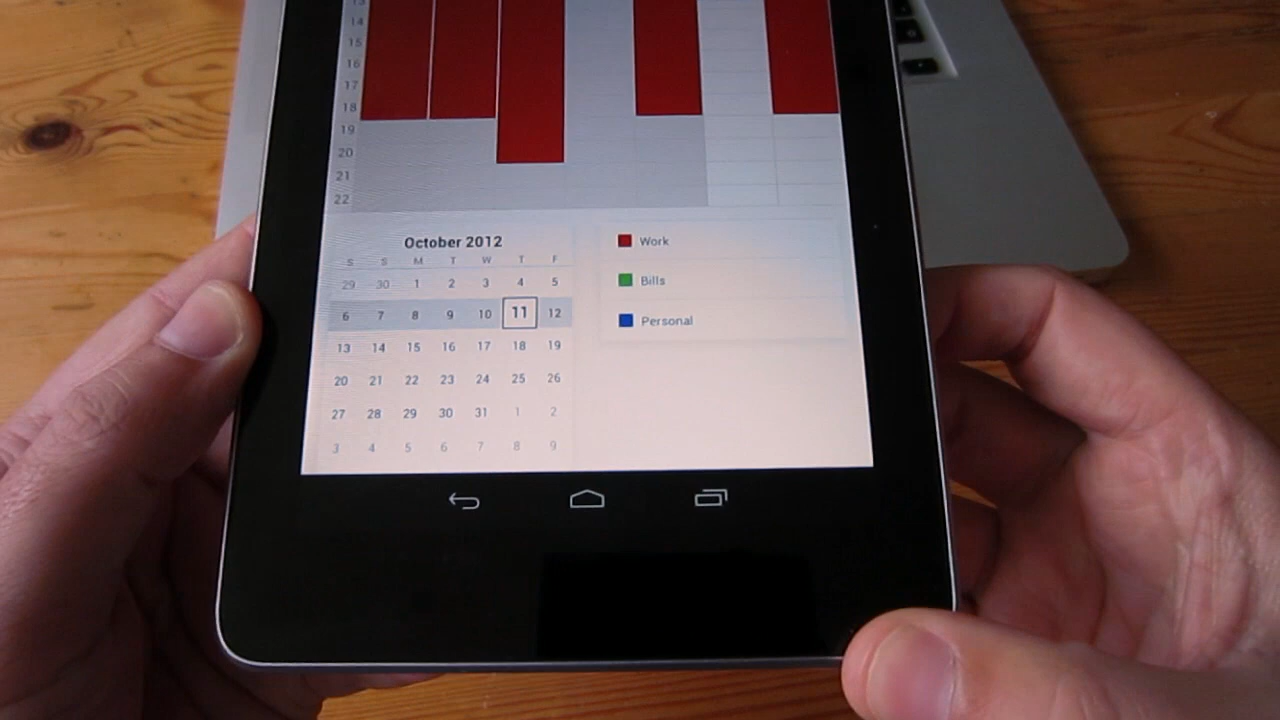 13
14
15
16
17
18
19
20
21
22
October 2012
S S M T W T F
29 30 1 2 3 4 5
6 7 8 9 10 11 12
13 14 15 16 17 18 19
20 21 22 23 24 25 26
27 28 29 30 31 1 2
3 4 5 6 7 8 9
Work
Bills
Personal